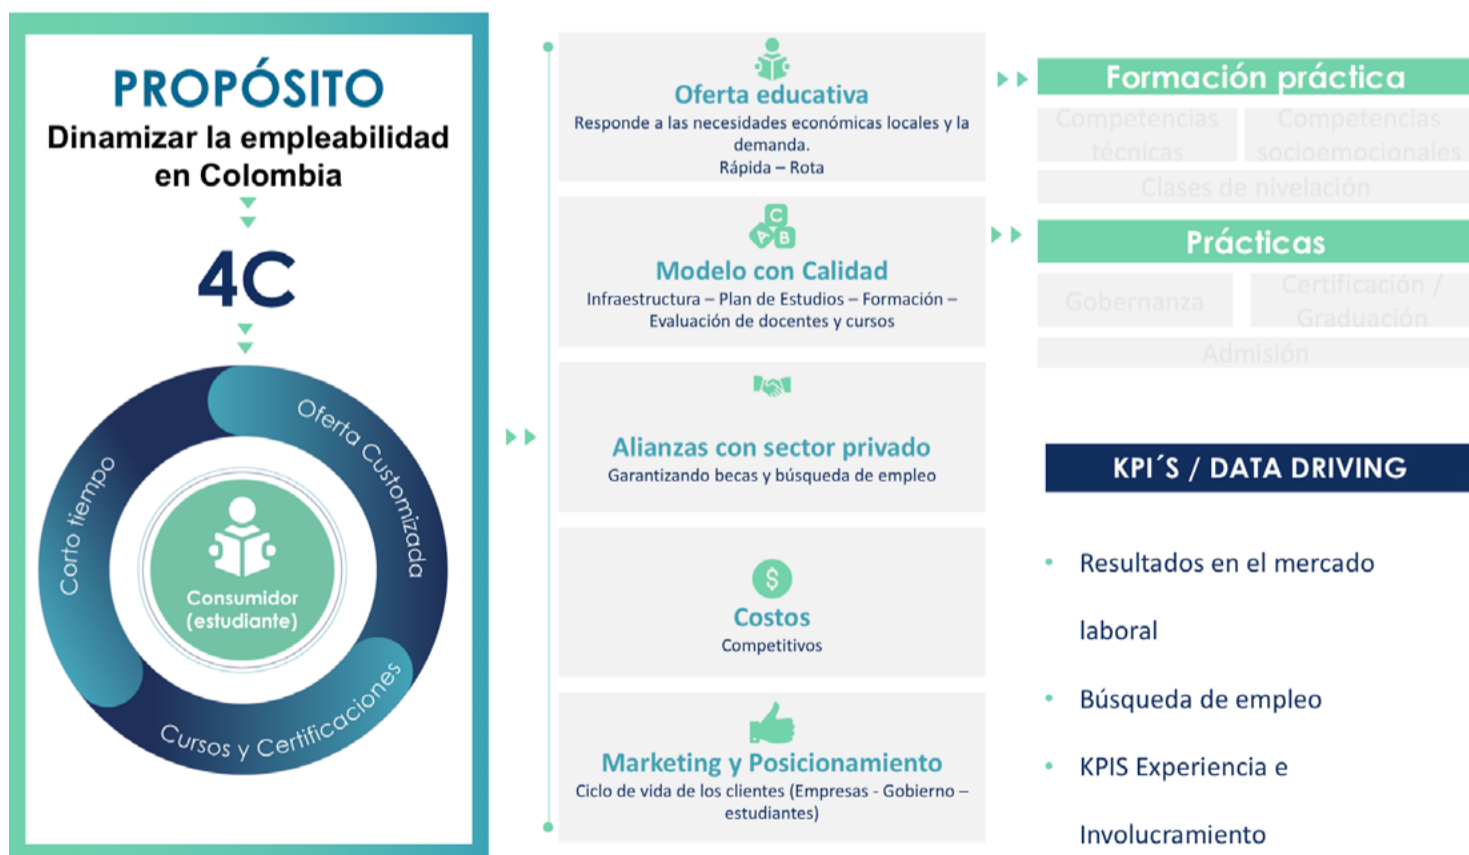 PROPÓSITO
Dinamizar la empleabilidad
en Colombia
4C
Corto tiempo
Oferta Customizada
Cursos y Certificaciones
Consumidor
(estudiante)
Oferta educativa
Responde a las necesidades económicas locales y la
demanda.
Rápida – Rota
C
A
B
Modelo con Calidad
Infraestructura – Plan de Estudios – Formación –
Evaluación de docentes y cursos
Alianzas con sector privado
Garantizando becas y búsqueda de empleo
$
Costos
Competitivos
Marketing y Posicionamiento
Ciclo de vida de los clientes (Empresas - Gobierno –
estudiantes)
Formación práctica
Competencias
técnicas
Competencias
socioemocionales
Clases de nivelación
Prácticas
Gobernanza
Certificación /
Graduación
Admisión
KPI´S / DATA DRIVING
• Resultados en el mercado
laboral
• Búsqueda de empleo
• KPIS Experiencia e
Involucramiento